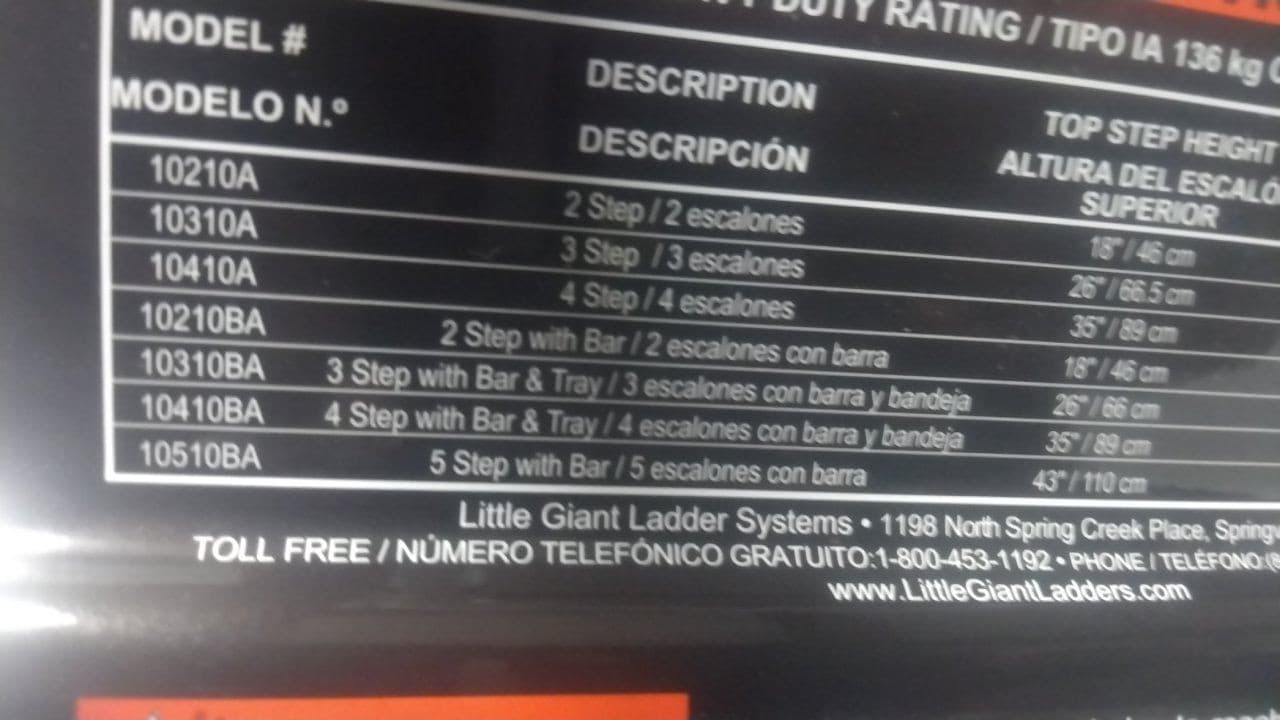 DUTY RATING / TIPO IA 136 kg
MODEL # DESCRIPTION TOP STEP HEIGHT
MODELO N.º DESCRIPCIÓN ALTURA DEL ESCALÓ
SUPERIOR
10210A 2 Step / 2 escalones 18" / 46 cm
10310A 3 Step / 3 escalones 26" / 66.5 cm
10410A 4 Step / 4 escalones 35" / 89 cm
10210BA 2 Step with Bar / 2 escalones con barra 18" / 46 cm
10310BA 3 Step with Bar & Tray / 3 escalones con barra y bandeja 26" / 66 cm
10410BA 4 Step with Bar & Tray / 4 escalones con barra y bandeja 35" / 89 cm
10510BA 5 Step with Bar / 5 escalones con barra 43" / 110 cm
Little Giant Ladder Systems • 1198 North Spring Creek Place,
TOLL FREE / NÚMERO TELEFÓNICO GRATUITO:1-800-453-1192 • PHONE / TELÉFONO:
www.LittleGiantLadders.com